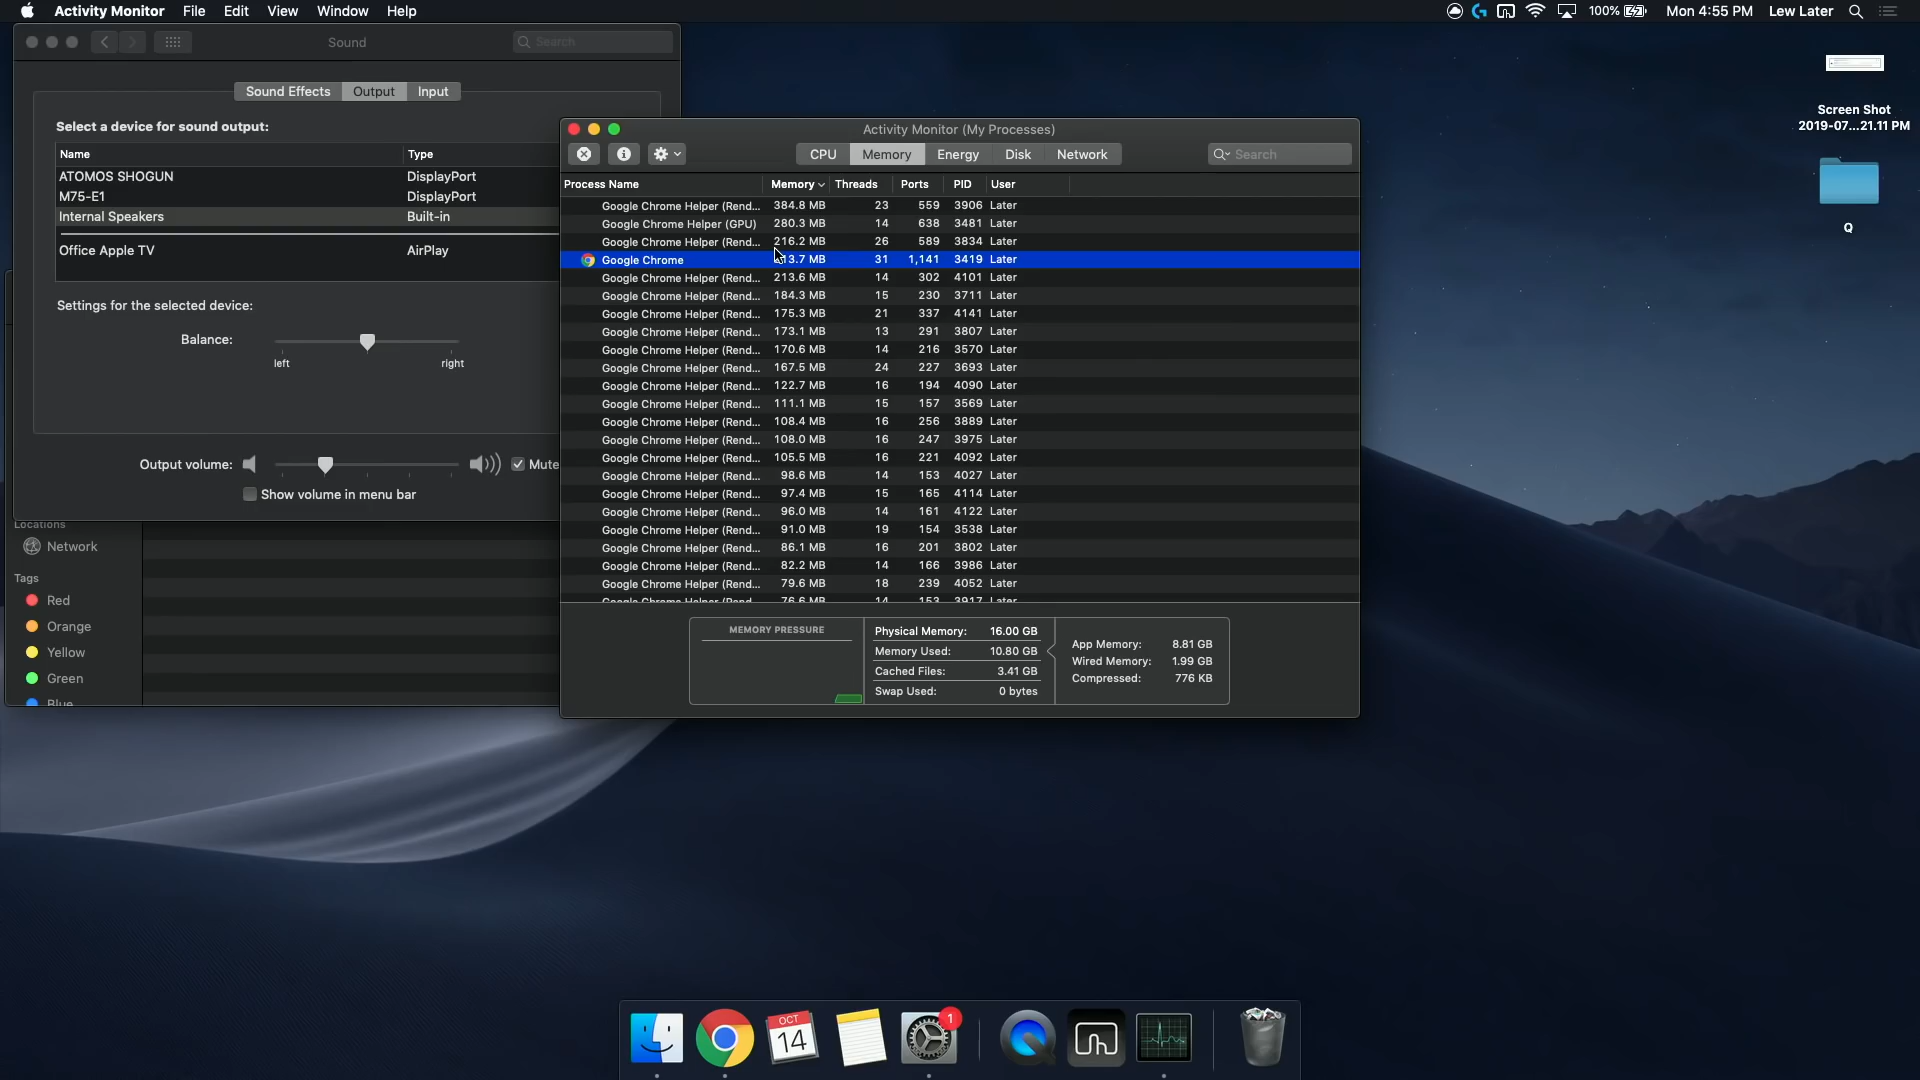 Activity Monitor File Edit View Window Help
100% Mon 4:55 PM Lew Later
Sound
Search
Sound Effects Output Input
Select a device for sound output:
Name Type
ATOMOS SHOGUN DisplayPort
M75-E1 DisplayPort
Internal Speakers Built-in
Office Apple TV AirPlay
Settings for the selected device:
Balance:
left right
Output volume: Mute
Show volume in menu bar
Locations
Network
Tags
Red
Orange
Yellow
Green
Blue
Activity Monitor (My Processes)
CPU Memory Energy Disk Network
Search
Process Name Memory Threads Ports PID User
Google Chrome Helper (Rend... 384.8 MB 23 559 3906 Later
Google Chrome Helper (GPU) 280.3 MB 14 638 3481 Later
Google Chrome Helper (Rend... 216.2 MB 26 589 3834 Later
Google Chrome 13.7 MB 31 1,141 3419 Later
Google Chrome Helper (Rend... 213.6 MB 14 302 4101 Later
Google Chrome Helper (Rend... 184.3 MB 15 230 3711 Later
Google Chrome Helper (Rend... 175.3 MB 21 337 4141 Later
Google Chrome Helper (Rend... 173.1 MB 13 291 3807 Later
Google Chrome Helper (Rend... 170.6 MB 14 216 3570 Later
Google Chrome Helper (Rend... 167.5 MB 24 227 3693 Later
Google Chrome Helper (Rend... 122.7 MB 16 194 4090 Later
Google Chrome Helper (Rend... 111.1 MB 15 157 3569 Later
Google Chrome Helper (Rend... 108.4 MB 16 256 3889 Later
Google Chrome Helper (Rend... 108.0 MB 16 247 3975 Later
Google Chrome Helper (Rend... 105.5 MB 16 221 4092 Later
Google Chrome Helper (Rend... 98.6 MB 14 153 4027 Later
Google Chrome Helper (Rend... 97.4 MB 15 165 4114 Later
Google Chrome Helper (Rend... 96.0 MB 14 161 4122 Later
Google Chrome Helper (Rend... 91.0 MB 19 154 3538 Later
Google Chrome Helper (Rend... 86.1 MB 16 201 3802 Later
Google Chrome Helper (Rend... 82.2 MB 14 166 3986 Later
Google Chrome Helper (Rend... 79.6 MB 18 239 4052 Later
Google Chrome Helper (Rend... 76.6 MB 14 153 3917 Later
MEMORY PRESSURE
Physical Memory: 16.00 GB
Memory Used: 10.80 GB
Cached Files: 3.41 GB
Swap Used: 0 bytes
App Memory: 8.81 GB
Wired Memory: 1.99 GB
Compressed: 776 KB
Screen Shot
2019-07...21.11 PM
Q
OCT
14
1